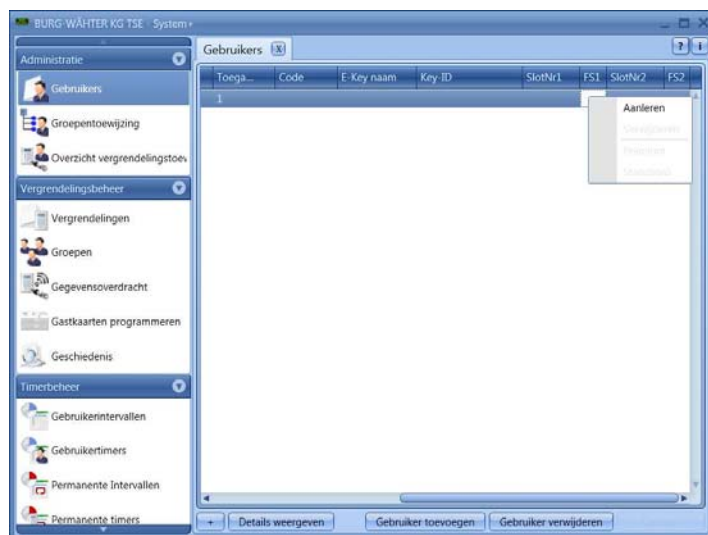 BURG-WÄHTER KG TSE - System
Administratie
Gebruikers
Groepentoewijzing
Overzicht vergrendelingstoev
Vergrendelingsbeheer
Vergrendelingen
Groepen
Gegevensoverdracht
Gastkaarten programmeren
Geschiedenis
Timerbeheer
Gebruikerintervallen
Gebruikertimers
Permanente Intervallen
Permanente timers
Gebruikers X
? i
Toega... Code E-Key naam Key-ID SlotNr1 FS1 SlotNr2 FS2
1
Aanleren
+ Details weergeven Gebruiker toevoegen Gebruiker verwijderen